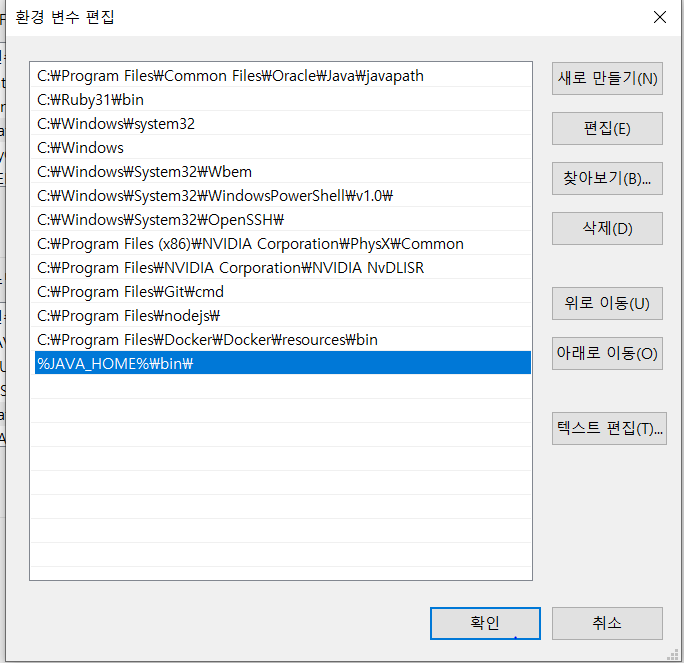 환경 변수 편집
C:₩Program Files₩Common Files₩Oracle₩Java₩javapath
C:₩Ruby31₩bin
C:₩Windows₩system32
C:₩Windows
C:₩Windows₩System32₩Wbem
C:₩Windows₩System32₩WindowsPowerShell₩v1.0₩
C:₩Windows₩System32₩OpenSSH₩
C:₩Program Files (x86)₩NVIDIA Corporation₩PhysX₩Common
C:₩Program Files₩NVIDIA Corporation₩NVIDIA NvDLISR
C:₩Program Files₩Git₩cmd
C:₩Program Files₩nodejs₩
C:₩Program Files₩Docker₩Docker₩resources₩bin
%JAVA_HOME%₩bin₩
새로 만들기(N)
편집(E)
찾아보기(B)...
삭제(D)
위로 이동(U)
아래로 이동(O)
텍스트 편집(T)...
확인
취소